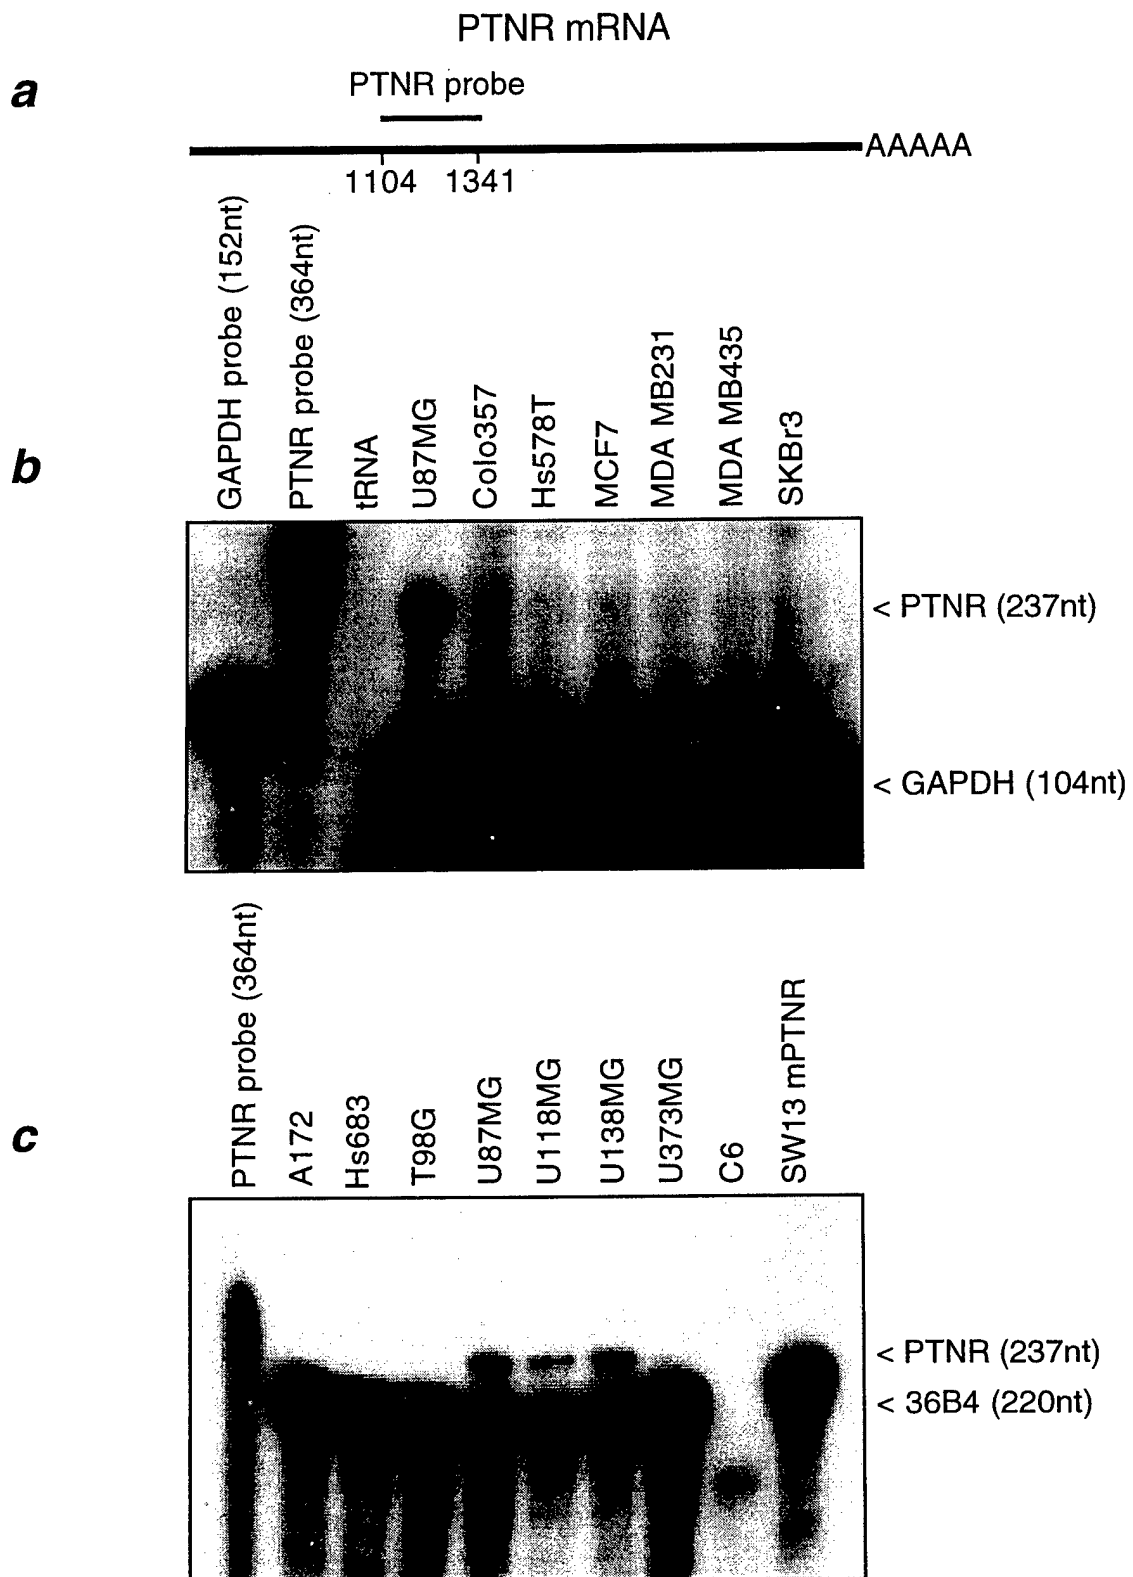 PTNR mRNA
a
PTNR probe
AAAAA
1104 1341
b
GAPDH probe (152nt)
PTNR probe (364nt)
tRNA
U87MG
Colo357
Hs578T
MCF7
MDA MB231
MDA MB435
SKBr3
< PTNR (237nt)
< GAPDH (104nt)
c
PTNR probe (364nt)
A172
Hs683
T98G
U87MG
U118MG
U138MG
U373MG
C6
SW13 mPTNR
< PTNR (237nt)
< 36B4 (220nt)